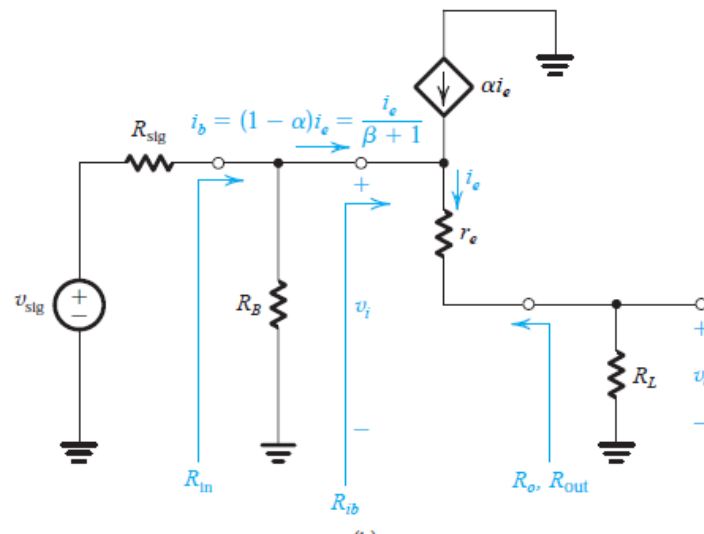 αi_e
i_b = (1 − α)i_e = i_e / (β + 1)
R_sig
+
i_e
r_e
v_sig
+
−
R_B
v_i
+
R_L
v
−
−
R_in
R_ib
R_o, R_out